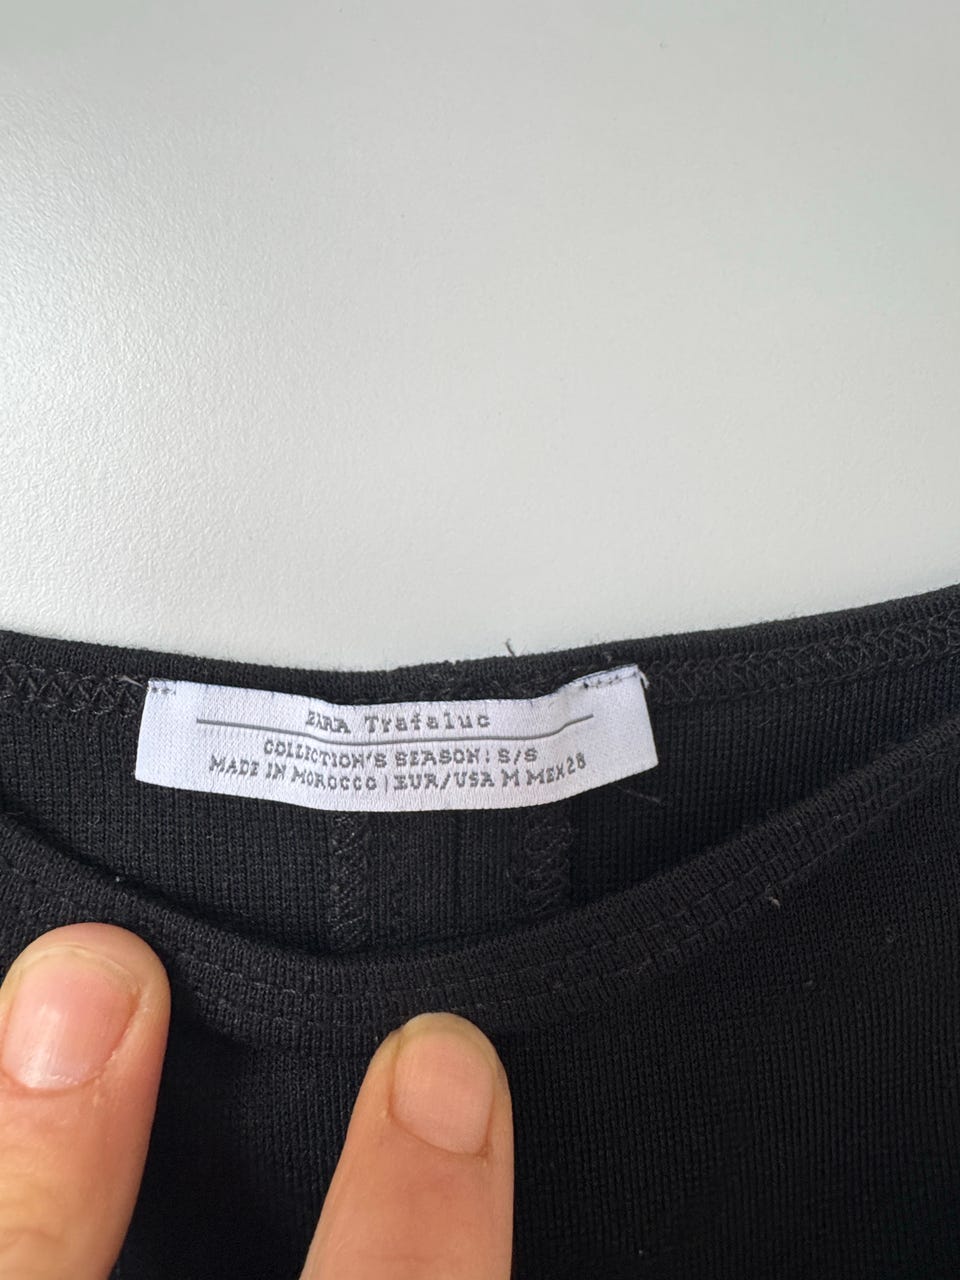 ZARA Trafaluc
COLLECTION'S SEASON: S/S
MADE IN MOROCCO | EUR/USA M MEX 28